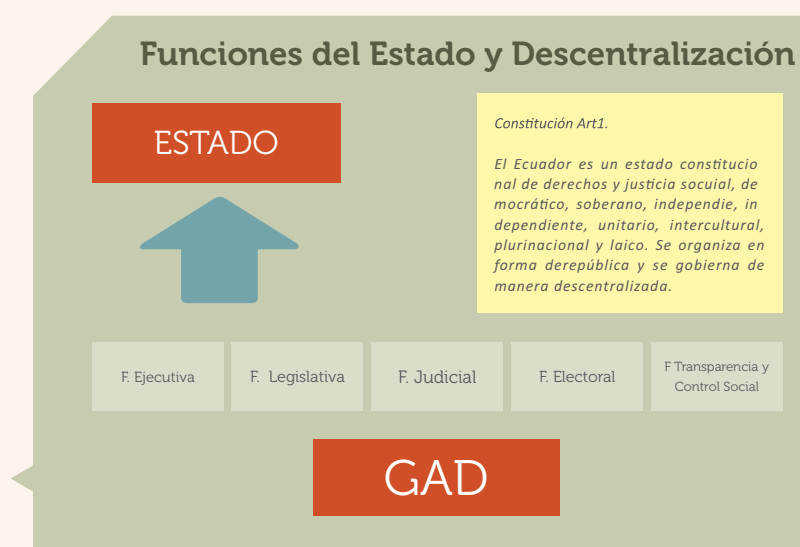 Funciones del Estado y Descentralización
ESTADO
Constitución Art1.
El Ecuador es un estado constitucio
nal de derechos y justicia socuial, de
mocrático, soberano, independie, in
dependiente, unitario, intercultural,
plurinacional y laico. Se organiza en
forma derepública y se gobierna de
manera descentralizada.
F. Ejecutiva
F. Legislativa
F. Judicial
F. Electoral
F Transparencia y
Control Social
GAD